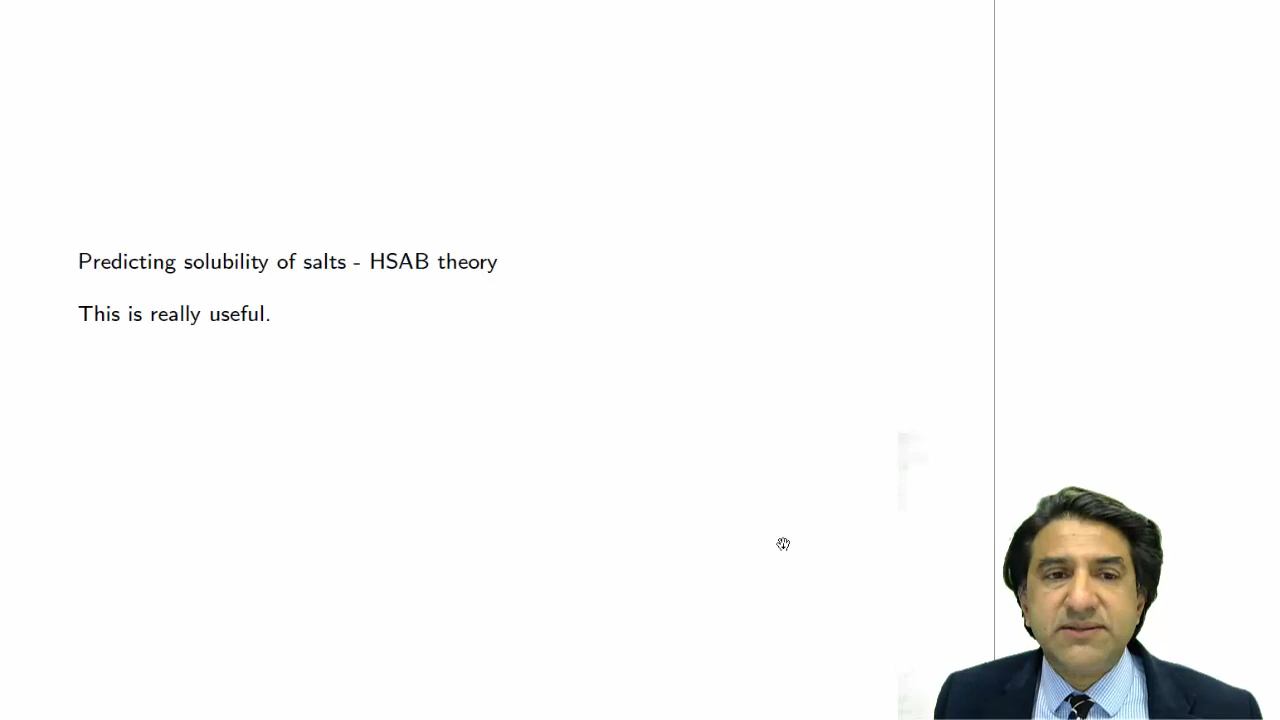 Predicting solubility of salts - HSAB theory
This is really useful.